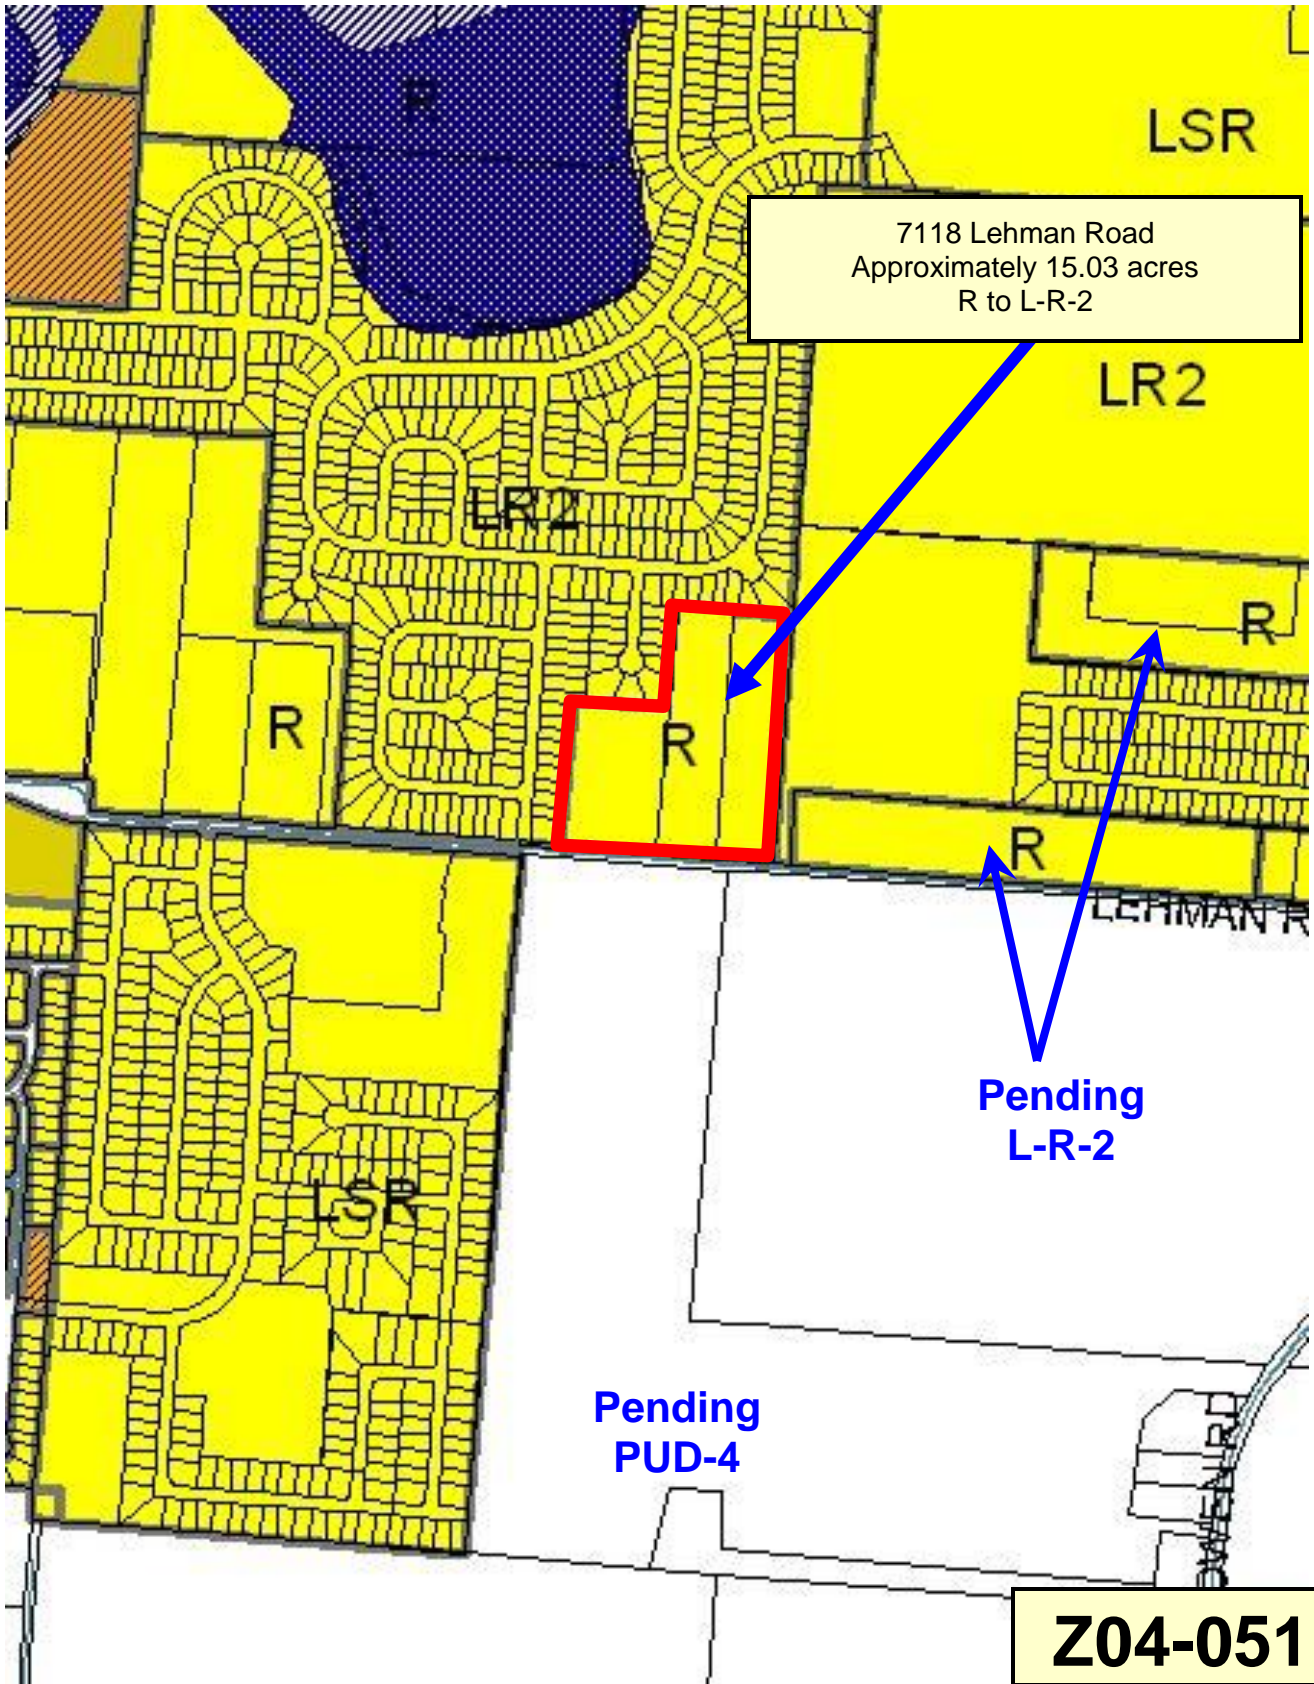 R
LSR
7118 Lehman Road
Approximately 15.03 acres
R to L-R-2
LR2
LR2
R
R
R
R
LEHMAN R
Pending
L-R-2
LSR
Pending
PUD-4
Z04-051